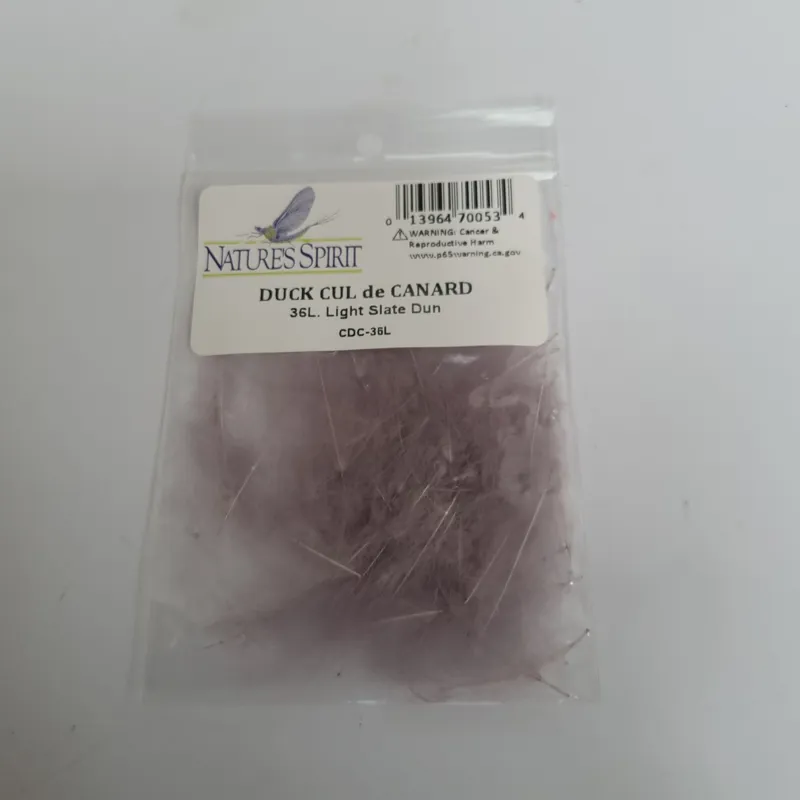 NATURE'S SPIRIT
0 13964 70053 4
WARNING: Cancer &
Reproductive Harm
www.p65warning.ca.gov
DUCK CUL de CANARD
36L. Light Slate Dun
CDC-36L